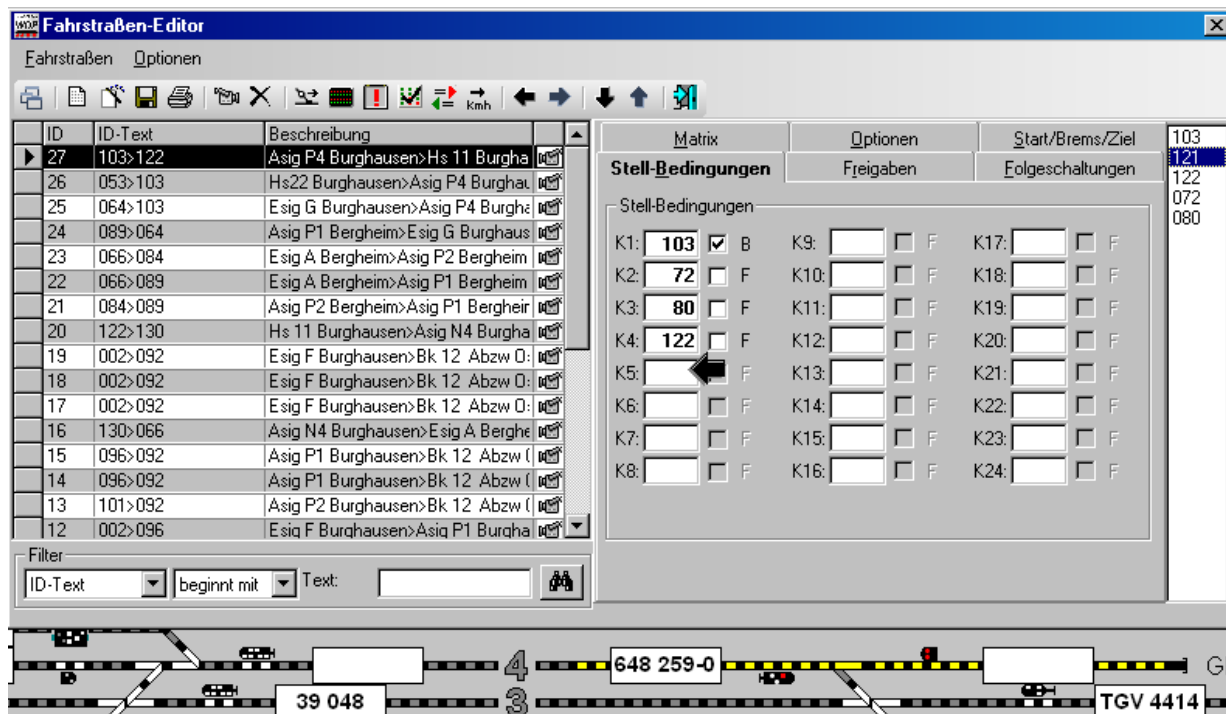 WDP Fahrstraßen-Editor
Fahrstraßen Optionen
Kmh
ID ID-Text Beschreibung
27 103>122 Asig P4 Burghausen>Hs 11 Burgha
26 053>103 Hs22 Burghausen>Asig P4 Burghau
25 064>103 Esig G Burghausen>Asig P4 Burgha
24 089>064 Asig P1 Bergheim>Esig G Burghaus
23 066>084 Esig A Bergheim>Asig P2 Bergheim
22 066>089 Esig A Bergheim>Asig P1 Bergheim
21 084>089 Asig P2 Bergheim>Asig P1 Bergheir
20 122>130 Hs 11 Burghausen>Asig N4 Burgha
19 002>092 Esig F Burghausen>Bk 12 Abzw O:
18 002>092 Esig F Burghausen>Bk 12 Abzw O:
17 002>092 Esig F Burghausen>Bk 12 Abzw O:
16 130>066 Asig N4 Burghausen>Esig A Berghe
15 096>092 Asig P1 Burghausen>Bk 12 Abzw (
14 096>092 Asig P1 Burghausen>Bk 12 Abzw (
13 101>092 Asig P2 Burghausen>Bk 12 Abzw (
12 002>096 Esig F Burghausen>Asig P1 Burgha
Filter
ID-Text beginnt mit Text:
Matrix Optionen Start/Brems/Ziel
Stell-Bedingungen Freigaben Folgeschaltungen
Stell-Bedingungen
K1: 103 B K9: F K17: F
K2: 72 F K10: F K18: F
K3: 80 F K11: F K19: F
K4: 122 F K12: F K20: F
K5: F K13: F K21: F
K6: F K14: F K22: F
K7: F K15: F K23: F
K8: F K16: F K24: F
103
121
122
072
080
4 648 259-0 G
39 048 3 TGV 4414